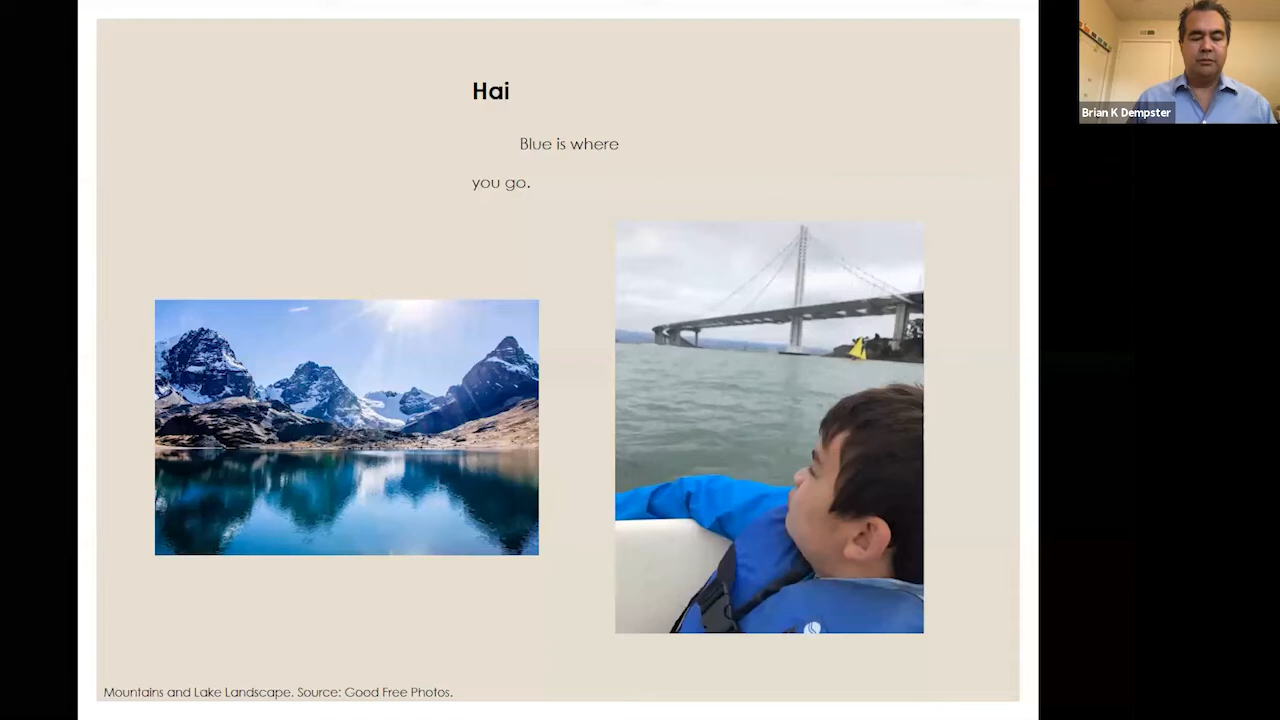 Hai
Blue is where
you go.
Mountains and Lake Landscape. Source: Good Free Photos.
Brian K Dempster